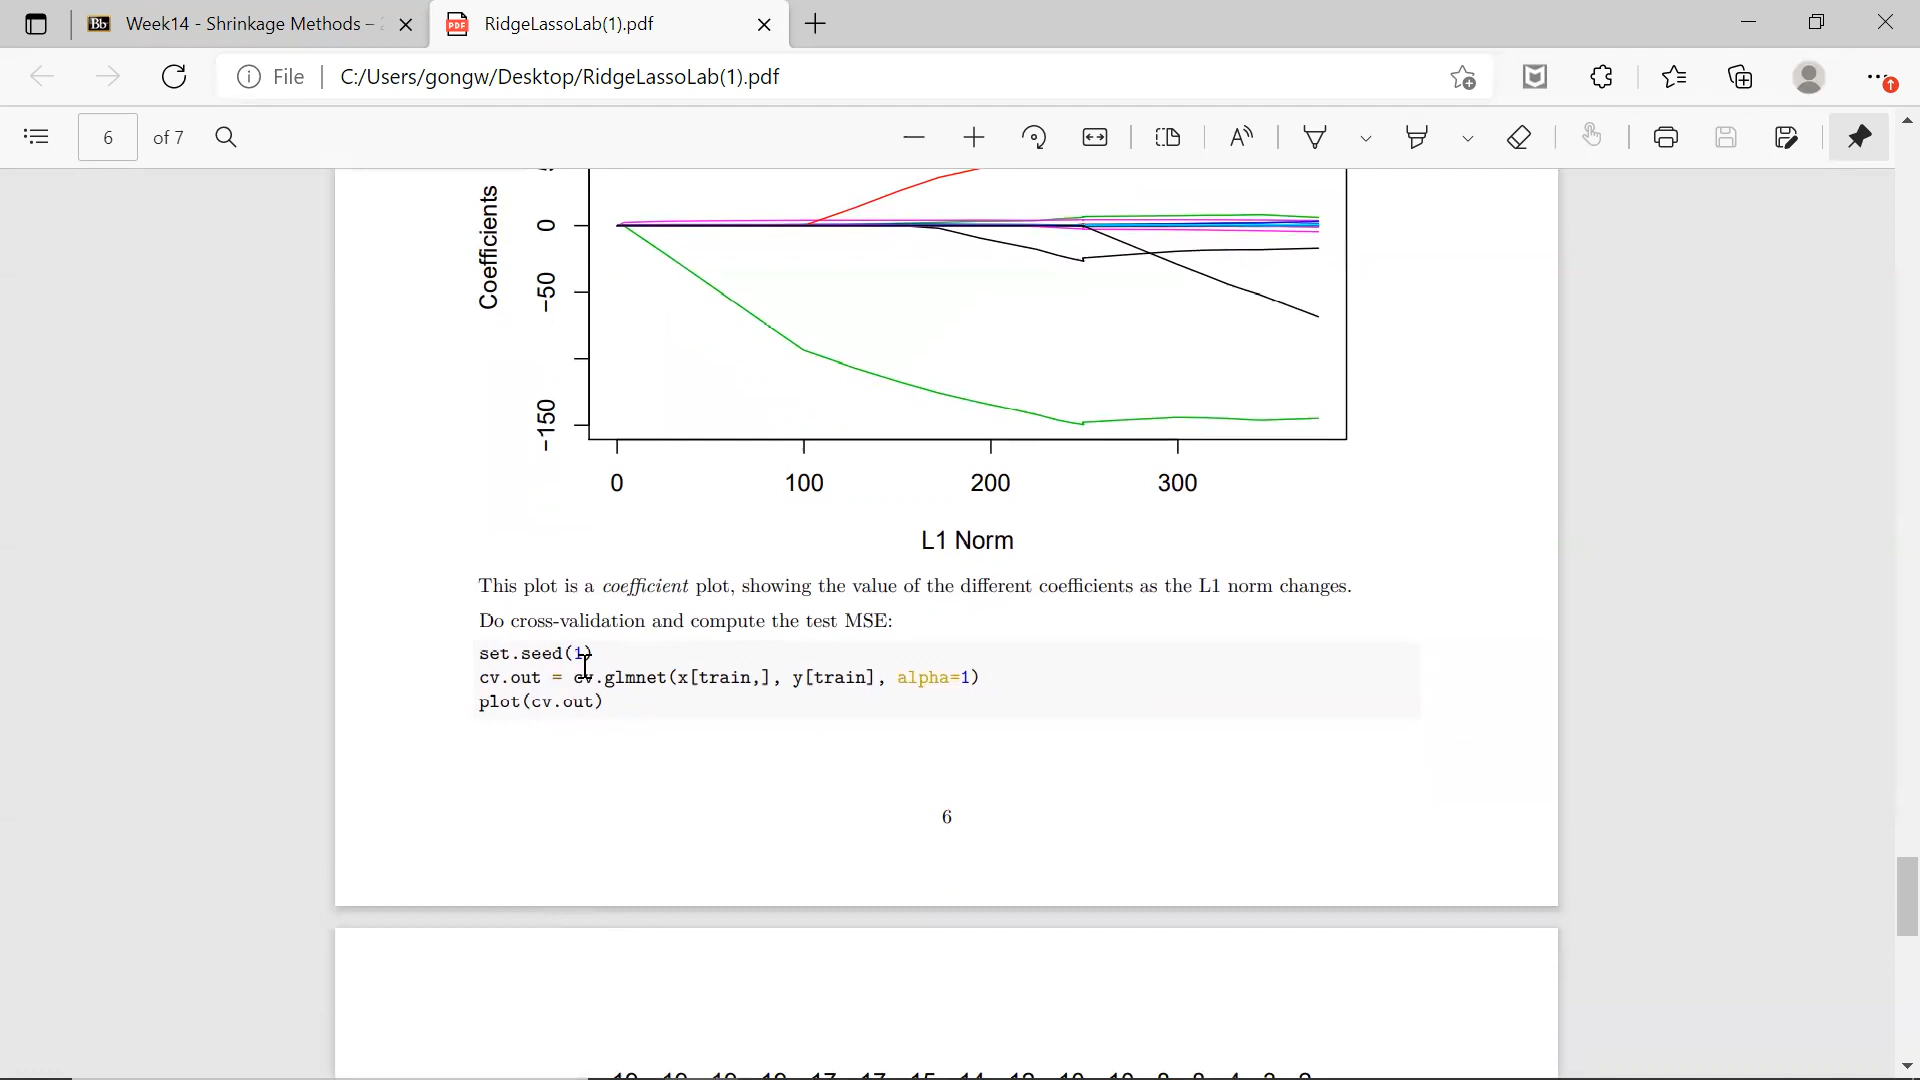 Week14 - Shrinkage Methods –
RidgeLassoLab(1).pdf
File
C:/Users/gongw/Desktop/RidgeLassoLab(1).pdf
6 of 7
Coefficients
0
−50
−150
0 100 200 300
L1 Norm
This plot is a coefficient plot, showing the value of the different coefficients as the L1 norm changes.
Do cross-validation and compute the test MSE:
set.seed(1)
cv.out = cv.glmnet(x[train,], y[train], alpha=1)
plot(cv.out)
6